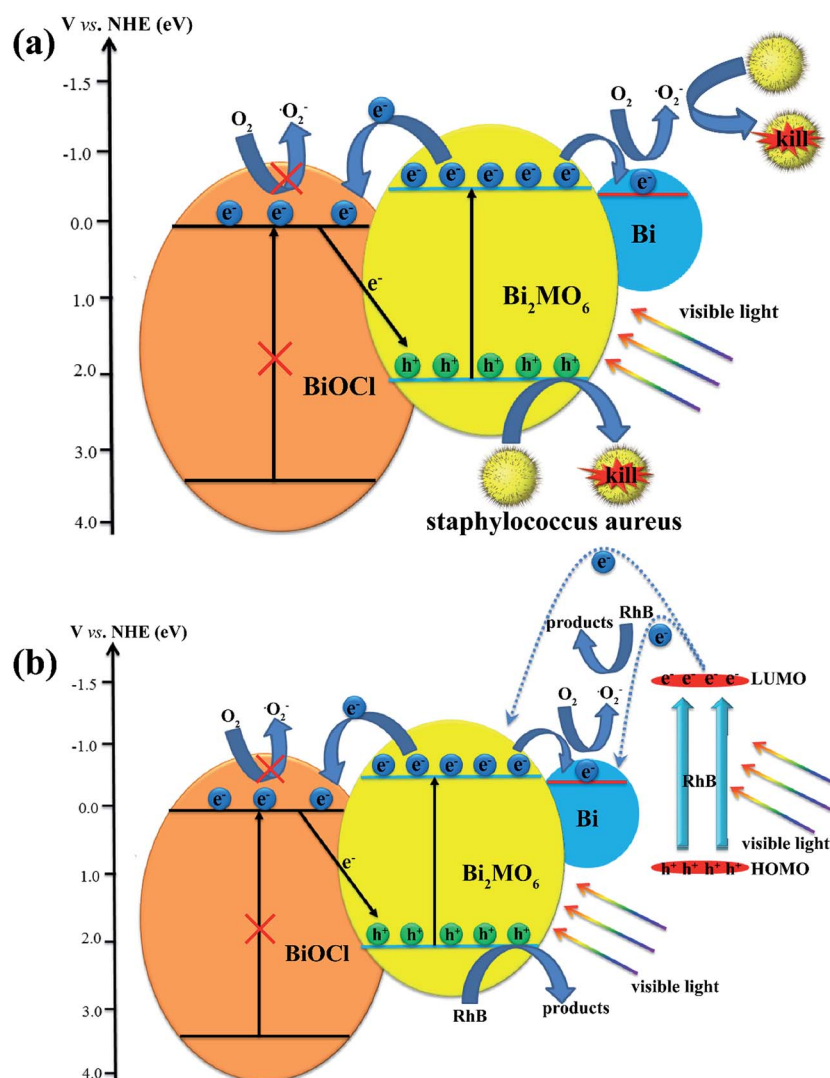 (a)
V vs. NHE (eV)
-1.5
-1.0
0.0
1.0
2.0
3.0
4.0
O₂
·O₂⁻
e⁻
O₂
·O₂⁻
kill
e⁻ e⁻ e⁻
e⁻ e⁻ e⁻ e⁻ e⁻
e⁻
Bi
e⁻
Bi₂MO₆
visible light
h⁺ h⁺ h⁺ h⁺ h⁺
BiOCl
kill
staphylococcus aureus
(b)
V vs. NHE (eV)
-1.5
-1.0
0.0
1.0
2.0
3.0
4.0
e⁻
products
RhB
e⁻
e⁻ e⁻ e⁻ e⁻
LUMO
O₂
·O₂⁻
e⁻
O₂
·O₂⁻
e⁻ e⁻ e⁻
e⁻ e⁻ e⁻ e⁻ e⁻
e⁻
RhB
Bi
visible light
e⁻
Bi₂MO₆
h⁺ h⁺ h⁺ h⁺
HOMO
h⁺ h⁺ h⁺ h⁺ h⁺
BiOCl
visible light
RhB
products